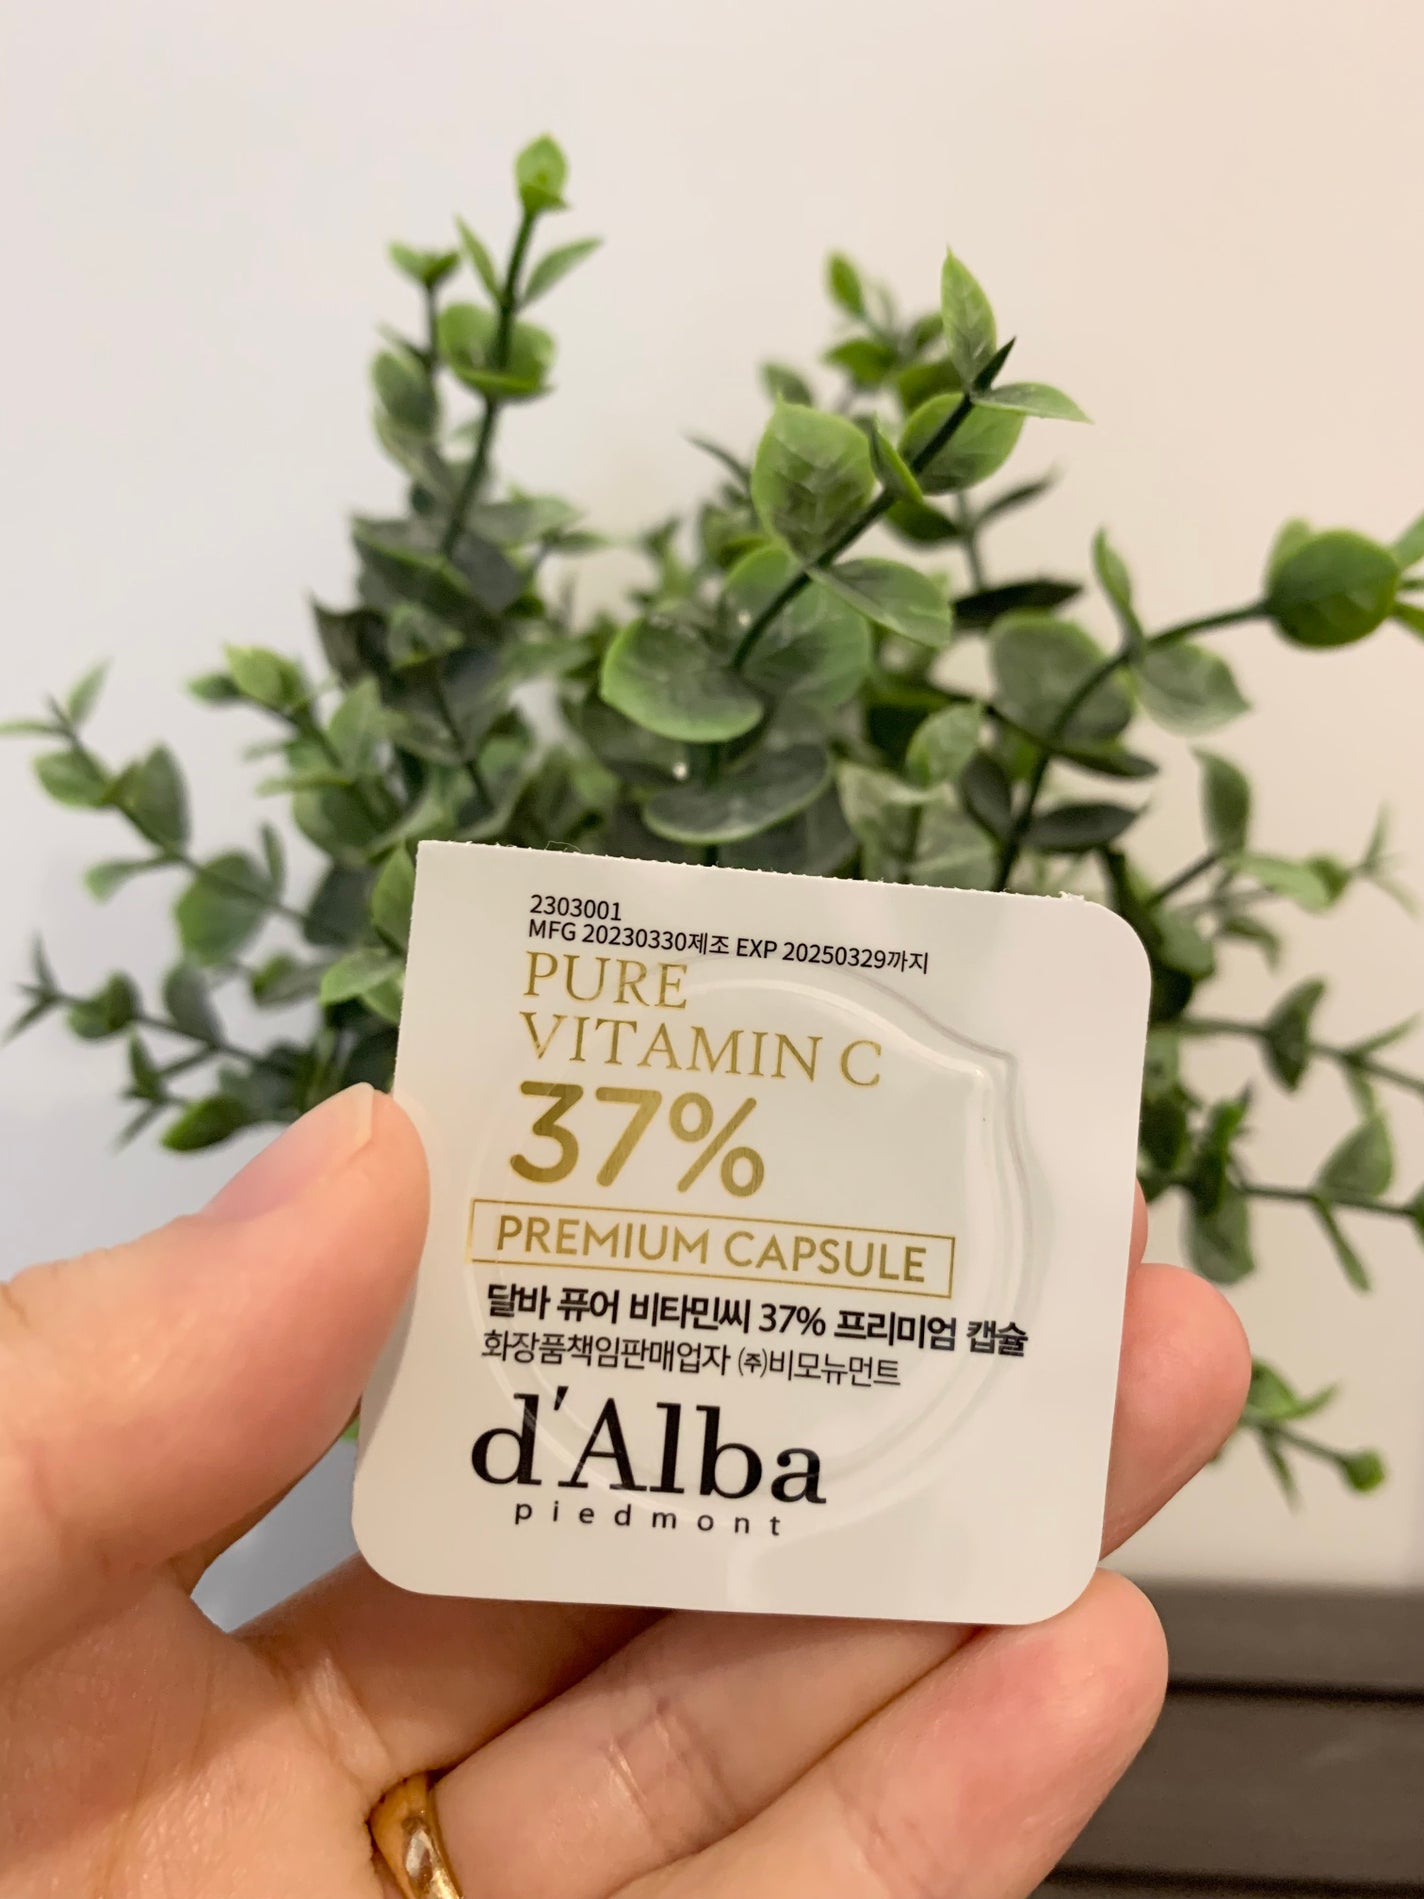 2303001
MFG 20230330제조 EXP 20250329까지
PURE
VITAMIN C
37%
PREMIUM CAPSULE
달바 퓨어 비타민씨 37% 프리미엄 캡슐
화장품책임판매업자 ㈜비모뉴먼트
d'Alba
piedmont